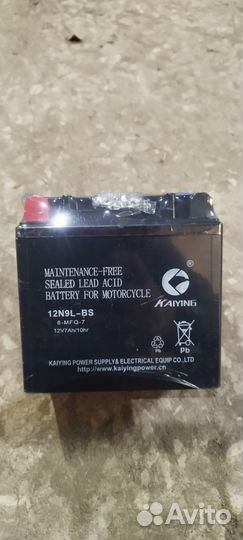 MAINTENANCE-FREE
SEALED LEAD ACID
BATTERY FOR MOTORCYCLE
KAIYING
12N9L-BS
6-MFQ-7
12V7Ah/10hr
Pb
Pb
KAIYING POWER SUPPLY& ELECTRICAL EQUIP CO.,LTD
http://www.kaiyingpower.cn
Avito